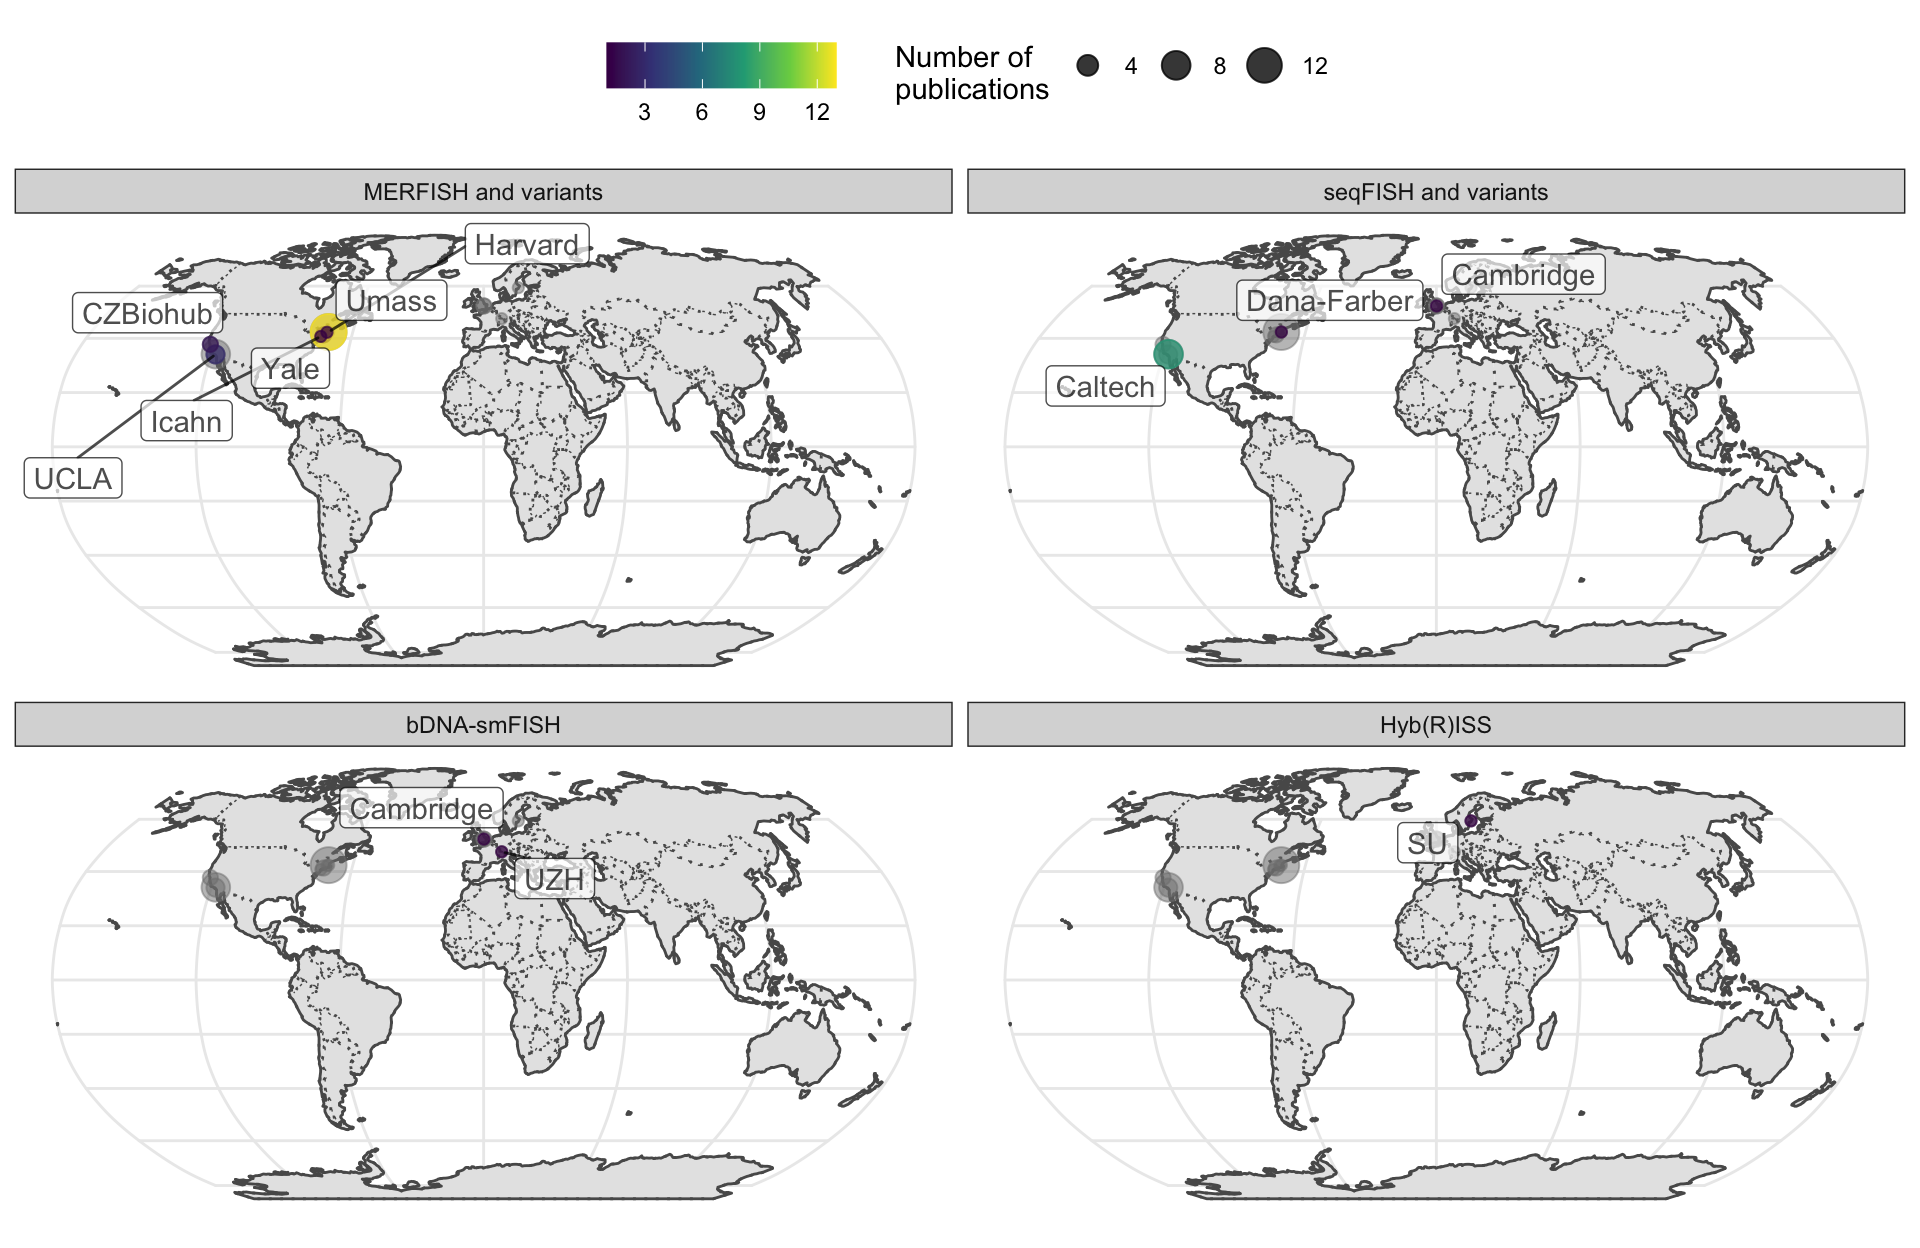 Number of
publications
3
6
9
12
4
8
12
MERFISH and variants
Harvard
CZBiohub
Umass
Yale
Icahn
UCLA
seqFISH and variants
Cambridge
Dana-Farber
Caltech
bDNA-smFISH
Cambridge
UZH
Hyb(R)ISS
SU